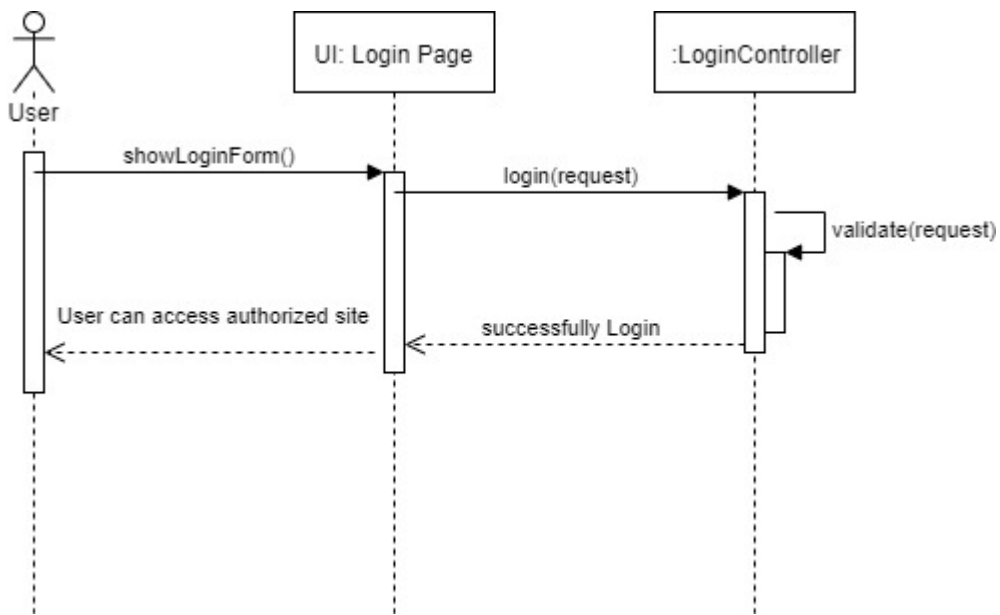 UI: Login Page
:LoginController
User
showLoginForm()
login(request)
validate(request)
User can access authorized site
successfully Login